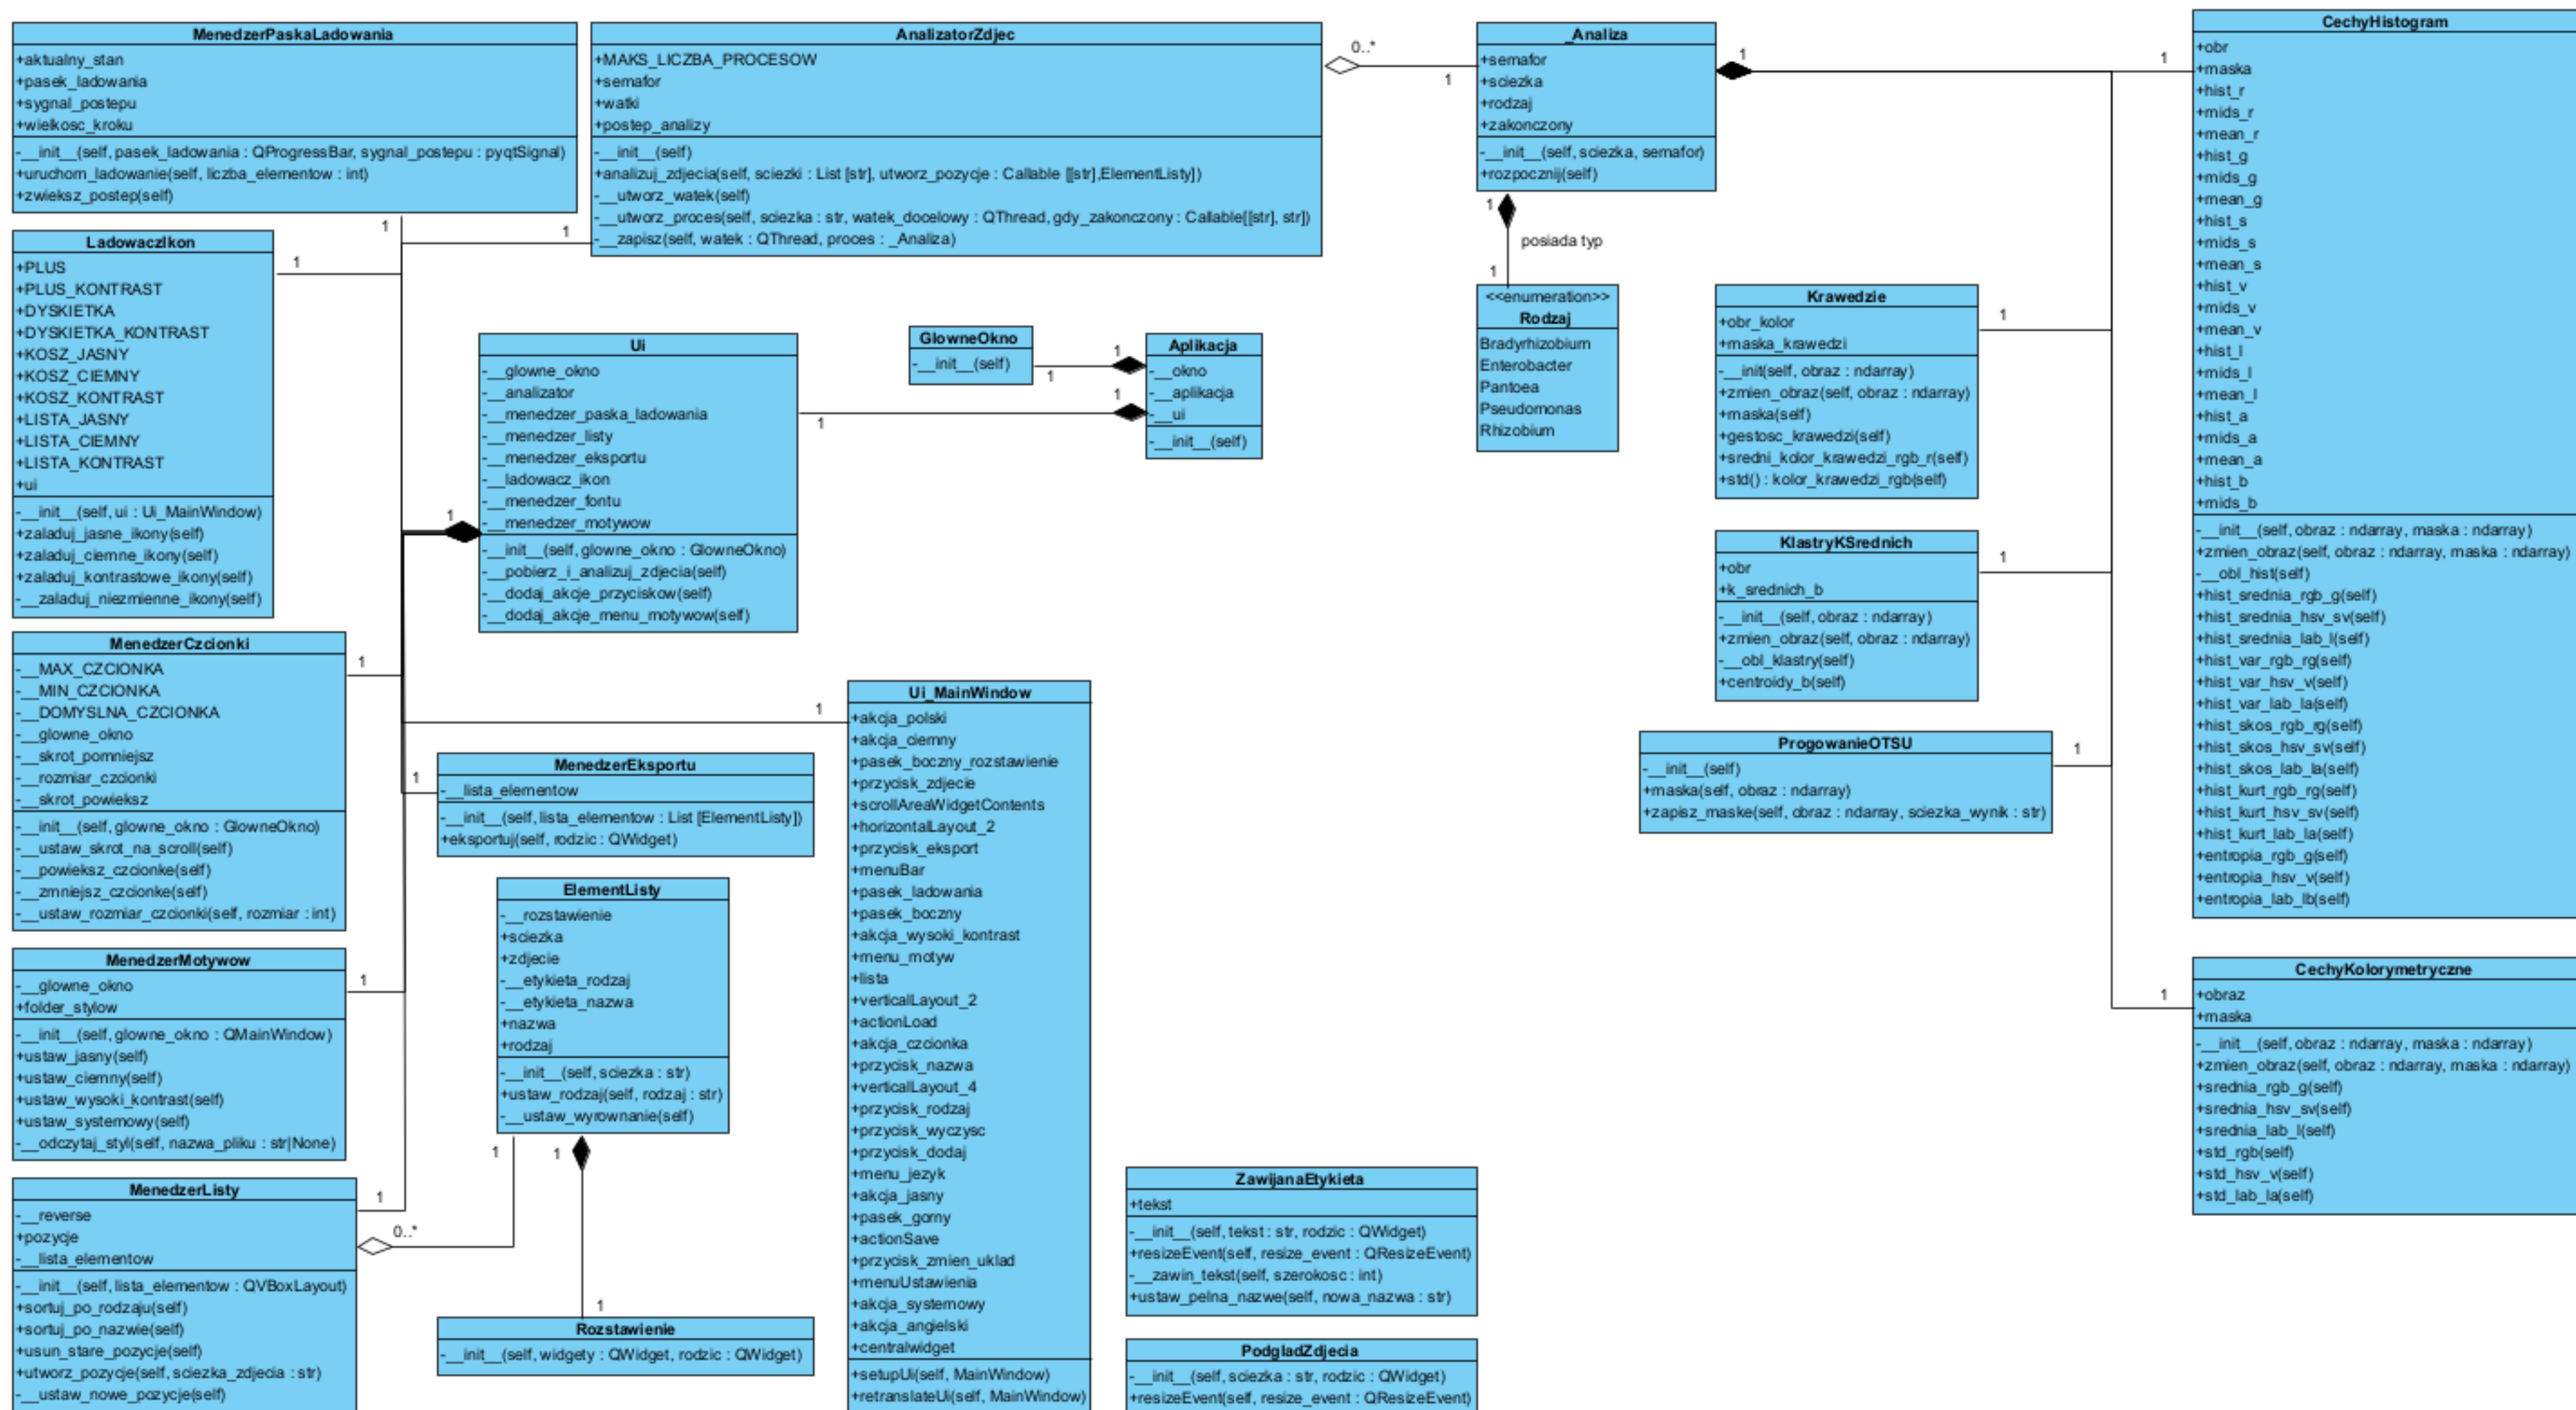 MenedzerPaskaLadowania
+aktualny_stan
+pasek_ladowania
+sygnal_postepu
+wielkosc_kroku
-__init__(self, pasek_ladowania : QProgressBar, sygnal_postepu : pyqtSignal)
+uruchom_ladowanie(self, liczba_elementow : int)
+zwieksz_postep(self)
1
AnalizatorZdjec
+MAKS_LICZBA_PROCESOW
+semafor
+watki
+postep_analizy
-__init__(self)
+analizuj_zdjecia(self, sciezki : List [str], utworz_pozycje : Callable [[str],ElementListy])
-__utworz_watek(self)
-__utworz_proces(self, sciezka : str, watek_docelowy : QThread, gdy_zakonczony : Callable[[str], str])
-__zapisz(self, watek : QThread, proces : _Analiza)
1
0..*
1
_Analiza
+semafor
+sciezka
+rodzaj
+zakonczony
-__init__(self, sciezka, semafor)
+rozpocznij(self)
1
1
posiada typ
1
<<enumeration>>
Rodzaj
Bradyrhizobium
Enterobacter
Pantoea
Pseudomonas
Rhizobium
1
CechyHistogram
+obr
+maska
+hist_r
+mids_r
+mean_r
+hist_g
+mids_g
+mean_g
+hist_s
+mids_s
+mean_s
+hist_v
+mids_v
+mean_v
+hist_l
+mids_l
+mean_l
+hist_a
+mids_a
+mean_a
+hist_b
+mids_b
-__init__(self, obraz : ndarray, maska : ndarray)
+zmien_obraz(self, obraz : ndarray, maska : ndarray)
-__obl_hist(self)
+hist_srednia_rgb_g(self)
+hist_srednia_hsv_sv(self)
+hist_srednia_lab_l(self)
+hist_var_rgb_rg(self)
+hist_var_hsv_v(self)
+hist_var_lab_la(self)
+hist_skos_rgb_rg(self)
+hist_skos_hsv_sv(self)
+hist_skos_lab_la(self)
+hist_kurt_rgb_rg(self)
+hist_kurt_hsv_sv(self)
+hist_kurt_lab_la(self)
+entropia_rgb_g(self)
+entropia_hsv_v(self)
+entropia_lab_lb(self)
LadowaczIkon
+PLUS
+PLUS_KONTRAST
+DYSKIETKA
+DYSKIETKA_KONTRAST
+KOSZ_JASNY
+KOSZ_CIEMNY
+KOSZ_KONTRAST
+LISTA_JASNY
+LISTA_CIEMNY
+LISTA_KONTRAST
+ui
-__init__(self, ui : Ui_MainWindow)
+zaladuj_jasne_ikony(self)
+zaladuj_ciemne_ikony(self)
+zaladuj_kontrastowe_ikony(self)
-__zaladuj_niezmienne_ikony(self)
1
Ui
-__glowne_okno
-__analizator
-__menedzer_paska_ladowania
-__menedzer_listy
-__menedzer_eksportu
-__ladowacz_ikon
-__menedzer_fontu
-__menedzer_motywow
-__init__(self, glowne_okno : GlowneOkno)
-__pobierz_i_analizuj_zdjecia(self)
-__dodaj_akcje_przyciskow(self)
-__dodaj_akcje_menu_motywow(self)
1
1
GlowneOkno
-__init__(self)
1
1
1
Aplikacja
-__okno
-__aplikacja
-__ui
-__init__(self)
Krawedzie
+obr_kolor
+maska_krawedzi
-__init(self, obraz : ndarray)
+zmien_obraz(self, obraz : ndarray)
+maska(self)
+gestosc_krawedzi(self)
+sredni_kolor_krawedzi_rgb_r(self)
+std() : kolor_krawedzi_rgb(self)
1
KlastryKSrednich
+obr
+k_srednich_b
-__init__(self, obraz : ndarray)
+zmien_obraz(self, obraz : ndarray)
-__obl_klastry(self)
+centroidy_b(self)
1
ProgowanieOTSU
-__init__(self)
+maska(self, obraz : ndarray)
+zapisz_maske(self, obraz : ndarray, sciezka_wynik : str)
1
MenedzerCzcionki
-__MAX_CZCIONKA
-__MIN_CZCIONKA
-__DOMYSLNA_CZCIONKA
-__glowne_okno
-__skrot_pomniejsz
-__rozmiar_czcionki
-__skrot_powieksz
-__init__(self, glowne_okno : GlowneOkno)
-__ustaw_skrot_na_scroll(self)
-__powieksz_czcionke(self)
-__zmniejsz_czcionke(self)
-__ustaw_rozmiar_czcionki(self, rozmiar : int)
1
MenedzerEksportu
-__lista_elementow
-__init__(self, lista_elementow : List [ElementListy])
+eksportuj(self, rodzic : QWidget)
1
1
Ui_MainWindow
+akcja_polski
+akcja_ciemny
+pasek_boczny_rozstawienie
+przycisk_zdjecie
+scrollAreaWidgetContents
+horizontalLayout_2
+przycisk_eksport
+menuBar
+pasek_ladowania
+pasek_boczny
+akcja_wysoki_kontrast
+menu_motyw
+lista
+verticalLayout_2
+actionLoad
+akcja_czcionka
+przycisk_nazwa
+verticalLayout_4
+przycisk_rodzaj
+przycisk_wyczysc
+przycisk_dodaj
+menu_jezyk
+akcja_jasny
+pasek_gorny
+actionSave
+przycisk_zmien_uklad
+menuUstawienia
+akcja_systemowy
+akcja_angielski
+centralwidget
+setupUi(self, MainWindow)
+retranslateUi(self, MainWindow)
ElementListy
-__rozstawienie
+sciezka
+zdjecie
-__etykieta_rodzaj
-__etykieta_nazwa
+nazwa
+rodzaj
-__init__(self, sciezka : str)
+ustaw_rodzaj(self, rodzaj : str)
-__ustaw_wyrownanie(self)
1
1
MenedzerMotywow
-__glowne_okno
+folder_stylow
-__init__(self, glowne_okno : QMainWindow)
+ustaw_jasny(self)
+ustaw_ciemny(self)
+ustaw_wysoki_kontrast(self)
+ustaw_systemowy(self)
-__odczytaj_styl(self, nazwa_pliku : str|None)
1
MenedzerListy
-__reverse
+pozycje
-__lista_elementow
-__init__(self, lista_elementow : QVBoxLayout)
+sortuj_po_rodzaju(self)
+sortuj_po_nazwie(self)
+usun_stare_pozycje(self)
+utworz_pozycje(self, sciezka_zdjecia : str)
-__ustaw_nowe_pozycje(self)
1
0..*
1
Rozstawienie
-__init__(self, widgety : QWidget, rodzic : QWidget)
ZawijanaEtykieta
+tekst
-__init__(self, tekst : str, rodzic : QWidget)
+resizeEvent(self, resize_event : QResizeEvent)
-__zawin_tekst(self, szerokosc : int)
+ustaw_pelna_nazwe(self, nowa_nazwa : str)
PodgladZdjecia
-__init__(self, sciezka : str, rodzic : QWidget)
+resizeEvent(self, resize_event : QResizeEvent)
1
CechyKolorymetryczne
+obraz
+maska
-__init__(self, obraz : ndarray, maska : ndarray)
+zmien_obraz(self, obraz : ndarray, maska : ndarray)
+srednia_rgb_g(self)
+srednia_hsv_sv(self)
+srednia_lab_l(self)
+std_rgb(self)
+std_hsv_v(self)
+std_lab_la(self)